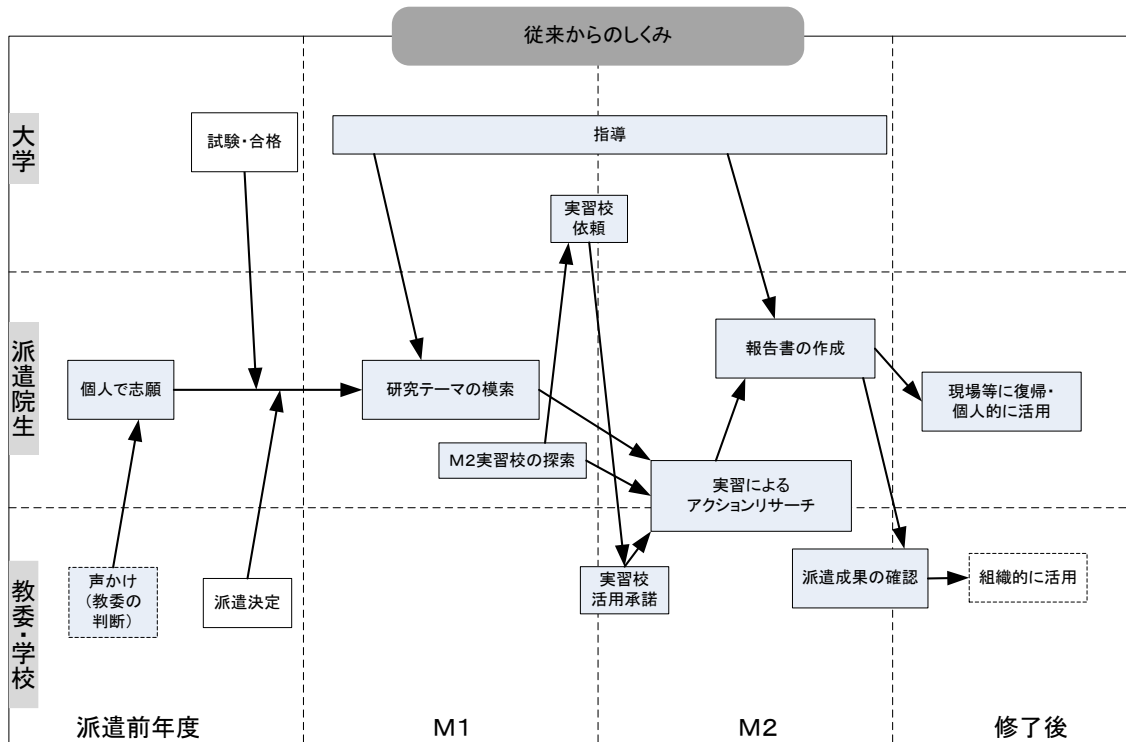 従来からのしくみ
大学
試験・合格
指導
実習校
依頼
派遣院生
個人で志願
研究テーマの模索
報告書の作成
現場等に復帰・
個人的に活用
M2実習校の探索
実習による
アクションリサーチ
教委・学校
声かけ
(教委の
判断)
派遣決定
実習校
活用承諾
派遣成果の確認
組織的に活用
派遣前年度
M1
M2
修了後